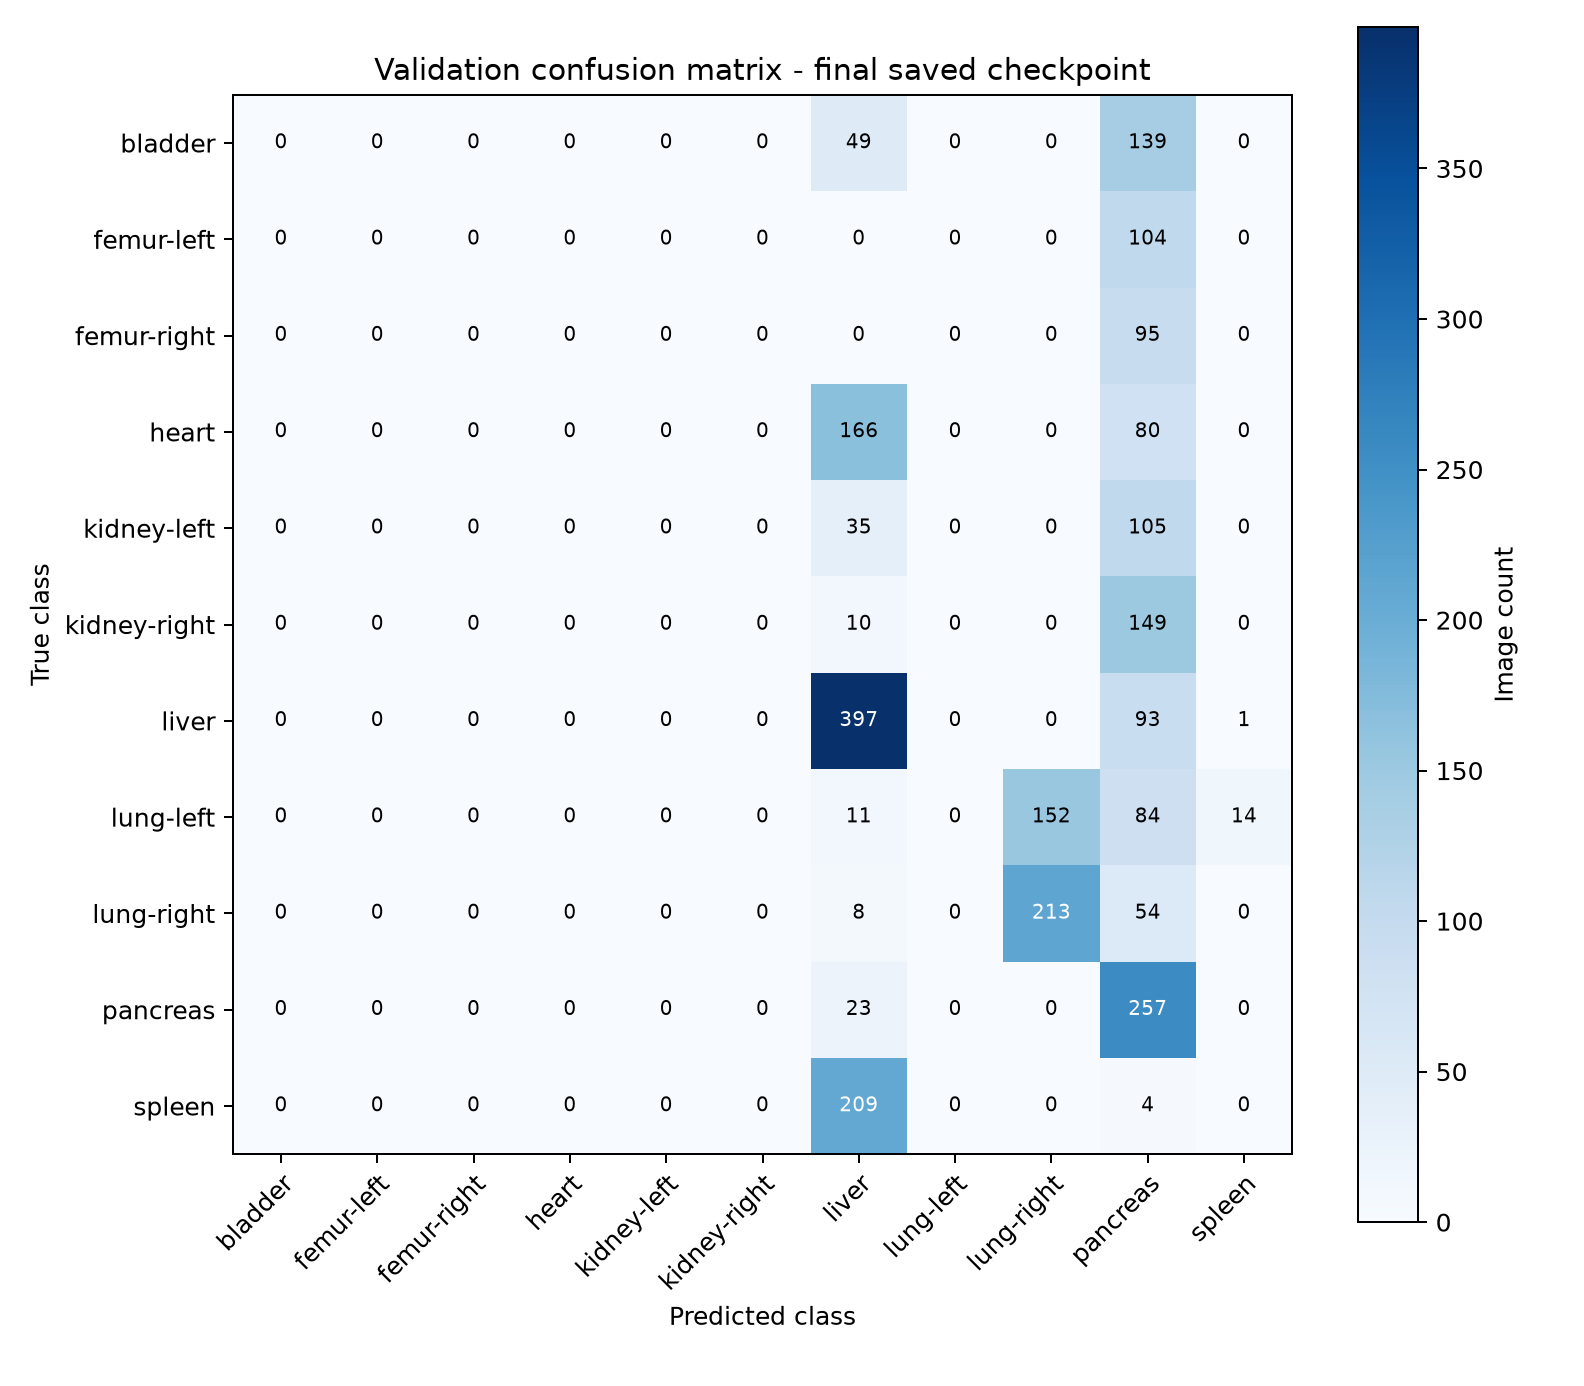 Validation confusion matrix - final saved checkpoint
bladder 0 0 0 0 0 0 49 0 0 139 0
femur-left 0 0 0 0 0 0 0 0 0 104 0
femur-right 0 0 0 0 0 0 0 0 0 95 0
heart 0 0 0 0 0 0 166 0 0 80 0
kidney-left 0 0 0 0 0 0 35 0 0 105 0
kidney-right 0 0 0 0 0 0 10 0 0 149 0
liver 0 0 0 0 0 0 397 0 0 93 1
lung-left 0 0 0 0 0 0 11 0 152 84 14
lung-right 0 0 0 0 0 0 8 0 213 54 0
pancreas 0 0 0 0 0 0 23 0 0 257 0
spleen 0 0 0 0 0 0 209 0 0 4 0
bladder femur-left femur-right heart kidney-left kidney-right liver lung-left lung-right pancreas spleen
Predicted class
True class
350
300
250
200
150
100
50
0
Image count